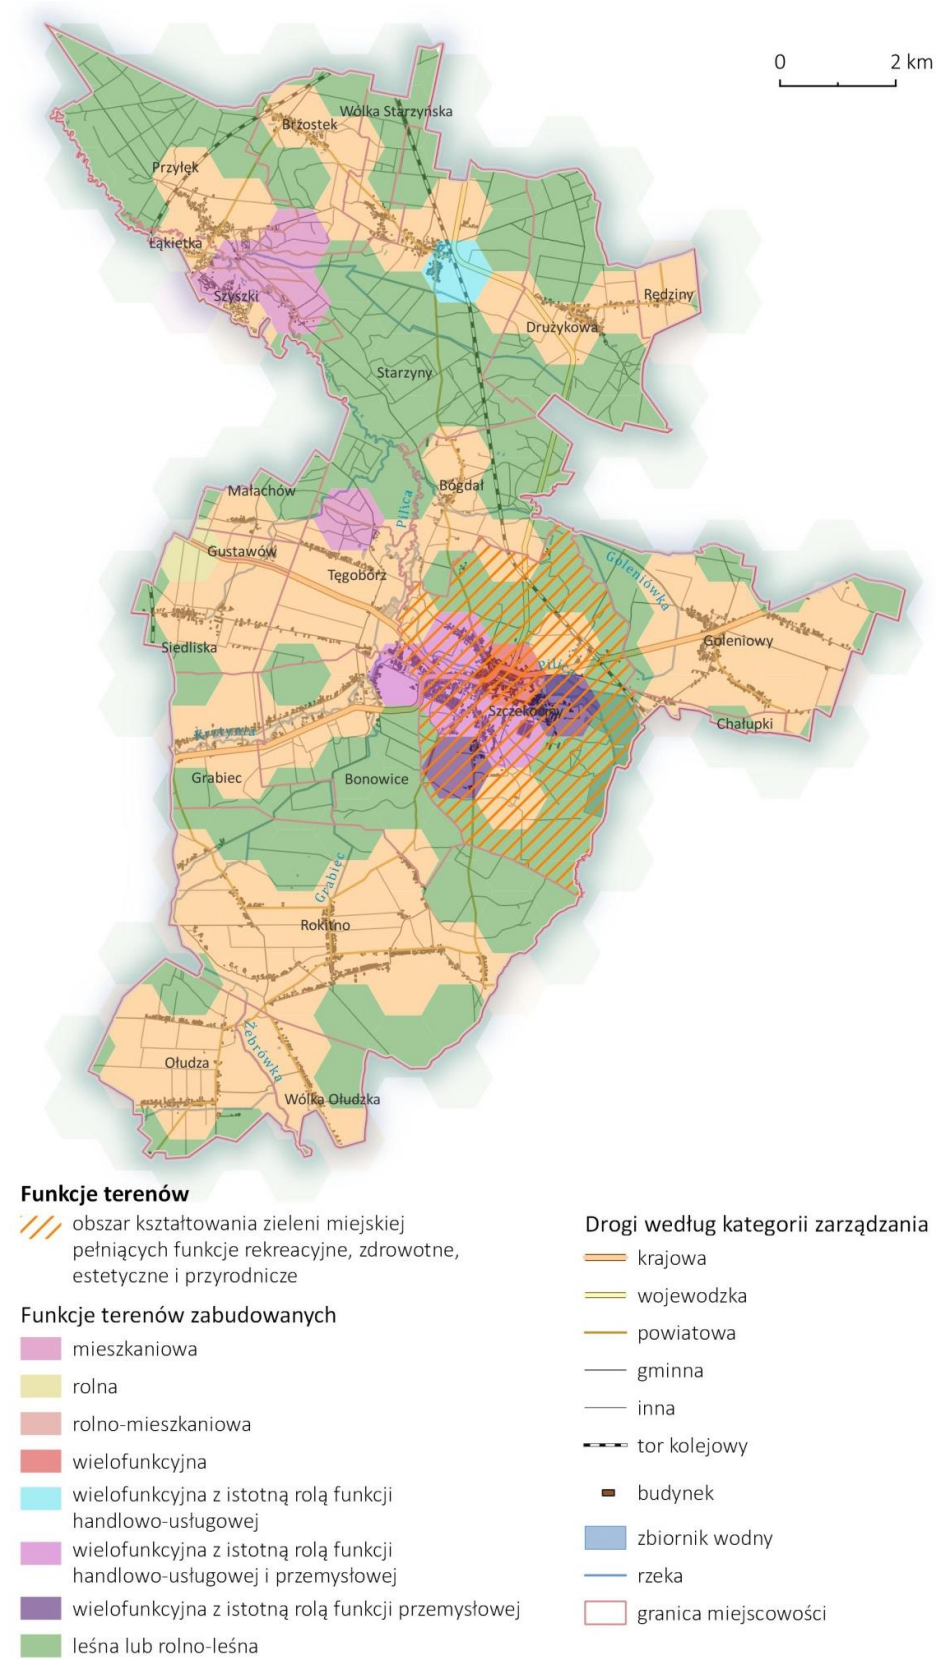 0 2 km
Wólka Starzyńska
Brzostek
Przyłęk
Łąkietka
Szyszki
Rędziny
Drużykowa
Starzyny
Bógdał
Małachów
Pilica
Gustawów
Tęgobórz
Goleniówka
Siedliska
Goleniowy
Szczekociny
Chałupki
Krztynia
Grabiec
Bonowice
Grabiec
Rokitno
Żebrówka
Ołudza
Wólka Ołudzka
Funkcje terenów
obszar kształtowania zieleni miejskiej
pełniących funkcje rekreacyjne, zdrowotne,
estetyczne i przyrodnicze
Funkcje terenów zabudowanych
mieszkaniowa
rolna
rolno-mieszkaniowa
wielofunkcyjna
wielofunkcyjna z istotną rolą funkcji
handlowo-usługowej
wielofunkcyjna z istotną rolą funkcji
handlowo-usługowej i przemysłowej
wielofunkcyjna z istotną rolą funkcji przemysłowej
leśna lub rolno-leśna
Drogi według kategorii zarządzania
krajowa
wojewodzka
powiatowa
gminna
inna
tor kolejowy
budynek
zbiornik wodny
rzeka
granica miejscowości